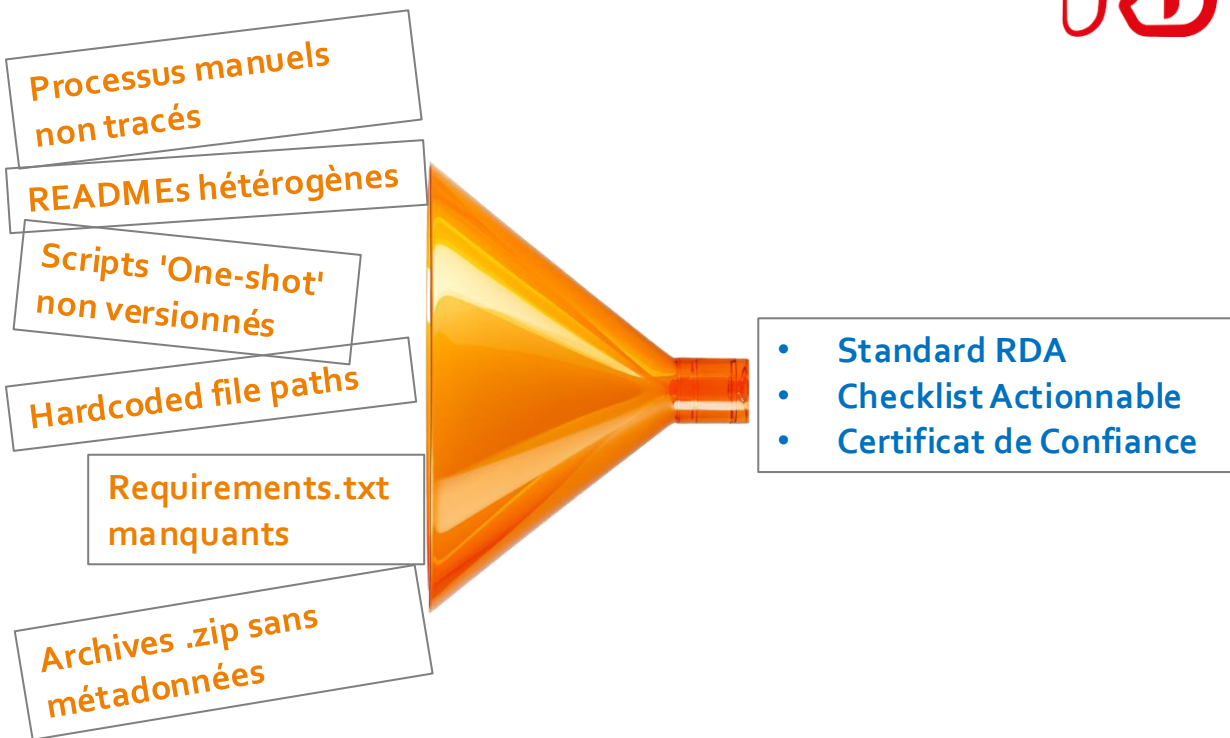 Processus manuels
non tracés
READMEs hétérogènes
Scripts 'One-shot'
non versionnés
Hardcoded file paths
Requirements.txt
manquants
Archives .zip sans
métadonnées
• Standard RDA
• Checklist Actionnable
• Certificat de Confiance